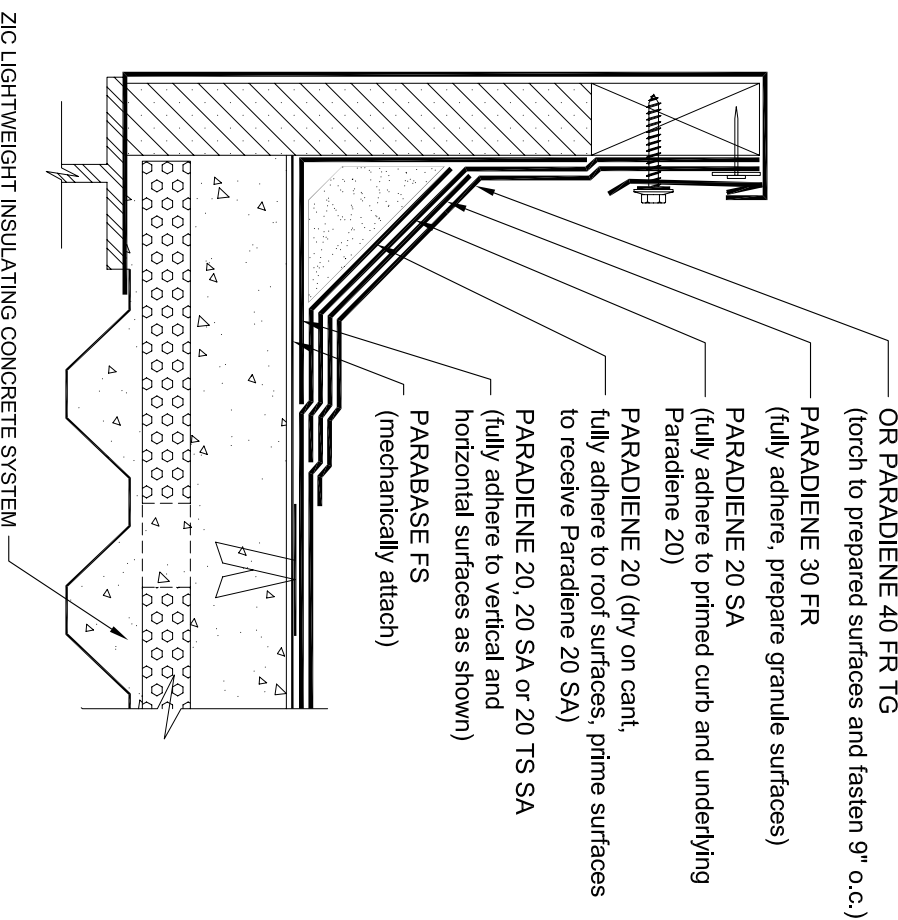 OR PARADIENE 40 FR TG
(torch to prepared surfaces and fasten 9" o.c.)
PARADIENE 30 FR
(fully adhere, prepare granule surfaces)
PARADIENE 20 SA
(fully adhere to primed curb and underlying
Paradiene 20)
PARADIENE 20 (dry on cant,
fully adhere to roof surfaces, prime surfaces
to receive Paradiene 20 SA)
PARADIENE 20, 20 SA or 20 TS SA
(fully adhere to vertical and
horizontal surfaces as shown)
PARABASE FS
(mechanically attach)
ZIC LIGHTWEIGHT INSULATING CONCRETE SYSTEM